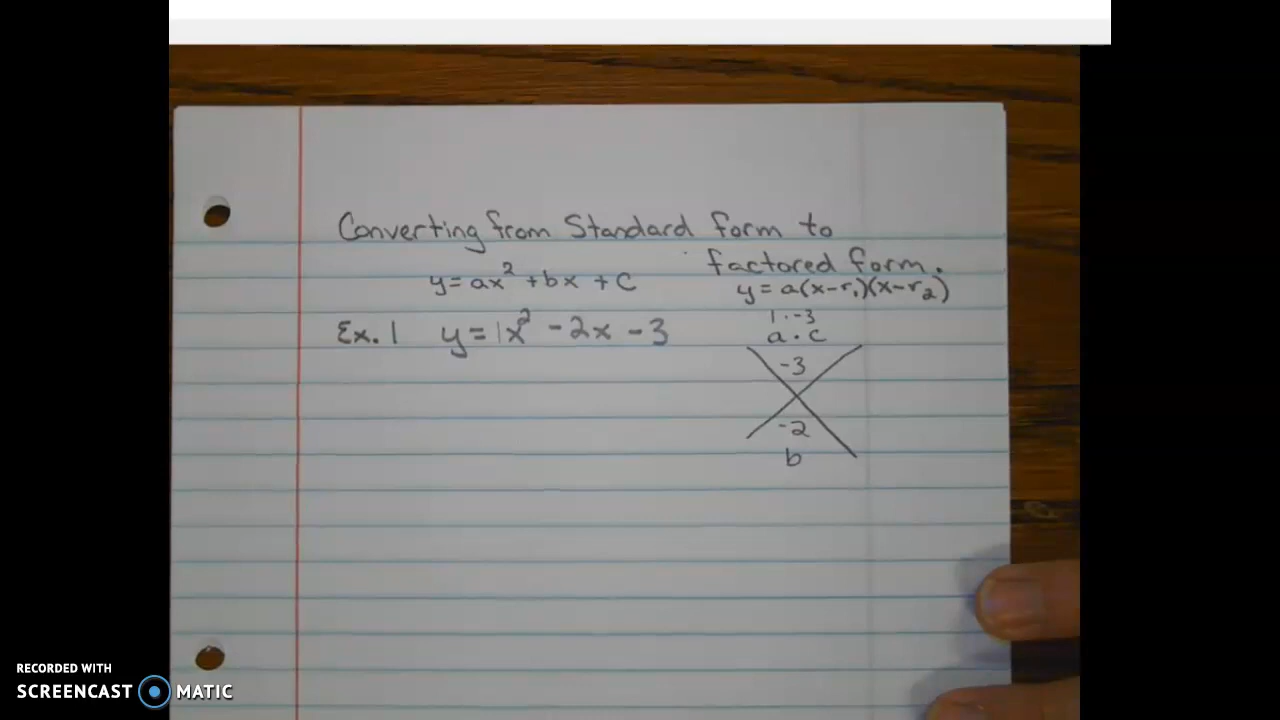 Converting from Standard form to
factored form.
y = ax² + bx + c
y = a(x-r₁)(x-r₂)
Ex. 1 y = 1x² - 2x - 3
1 · -3
a · c
-3
-2
b
RECORDED WITH
SCREENCAST MATIC